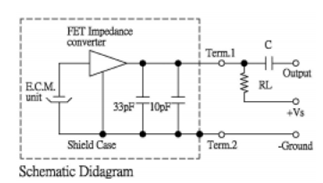 FET Impedance
converter
Term.1
C
Output
E.C.M.
unit
33pF
10pF
RL
+Vs
Shield Case
Term.2
-Ground
Schematic Didagram